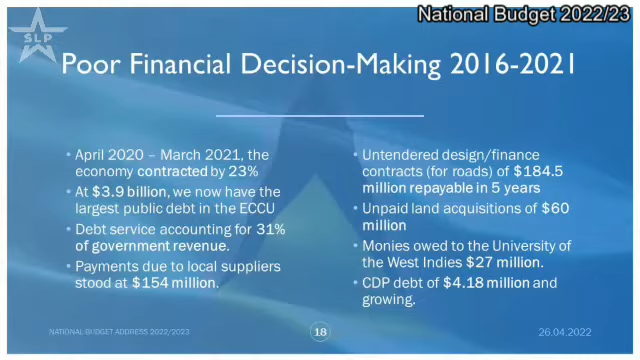 National Budget 2022/23
SLP
Poor Financial Decision-Making 2016-2021
• April 2020 – March 2021, the
economy contracted by 23%
• At $3.9 billion, we now have the
largest public debt in the ECCU
• Debt service accounting for 31%
of government revenue.
• Payments due to local suppliers
stood at $154 million.
• Untendered design/finance
contracts (for roads) of $184.5
million repayable in 5 years
• Unpaid land acquisitions of $60
million
• Monies owed to the University of
the West Indies $27 million.
• CDP debt of $4.18 million and
growing.
NATIONAL BUDGET ADDRESS 2022/2023
18
26.04.2022